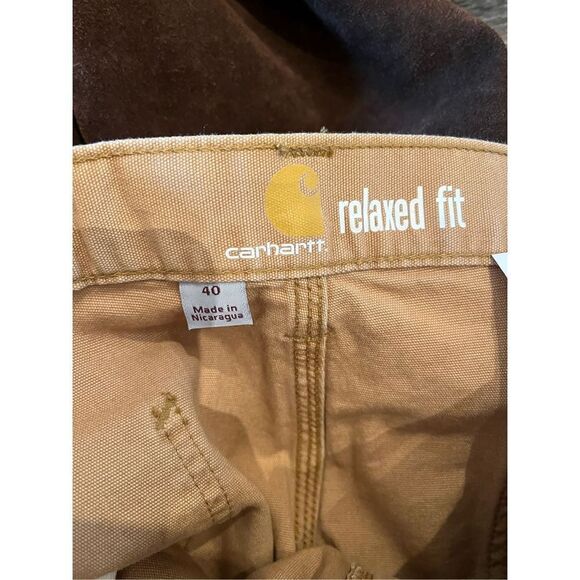 carhartt.
relaxed fit
40
Made in
Nicaragua